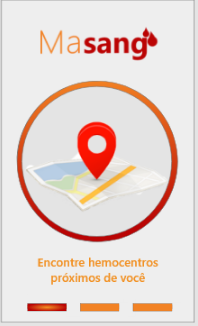 Masang
Encontre hemocentros
próximos de você